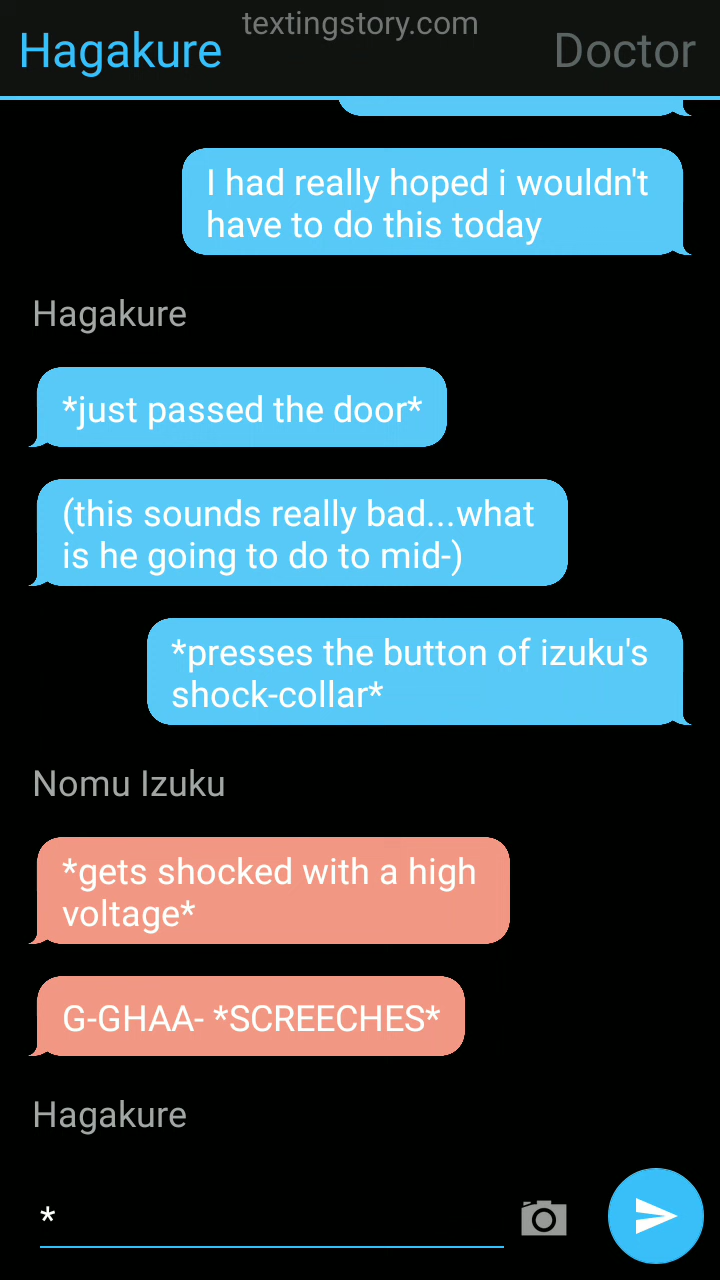 textingstory.com
Hagakure
Doctor
I had really hoped i wouldn't
have to do this today
Hagakure
*just passed the door*
(this sounds really bad...what
is he going to do to mid-)
*presses the button of izuku's
shock-collar*
Nomu Izuku
*gets shocked with a high
voltage*
G-GHAA- *SCREECHES*
Hagakure
*